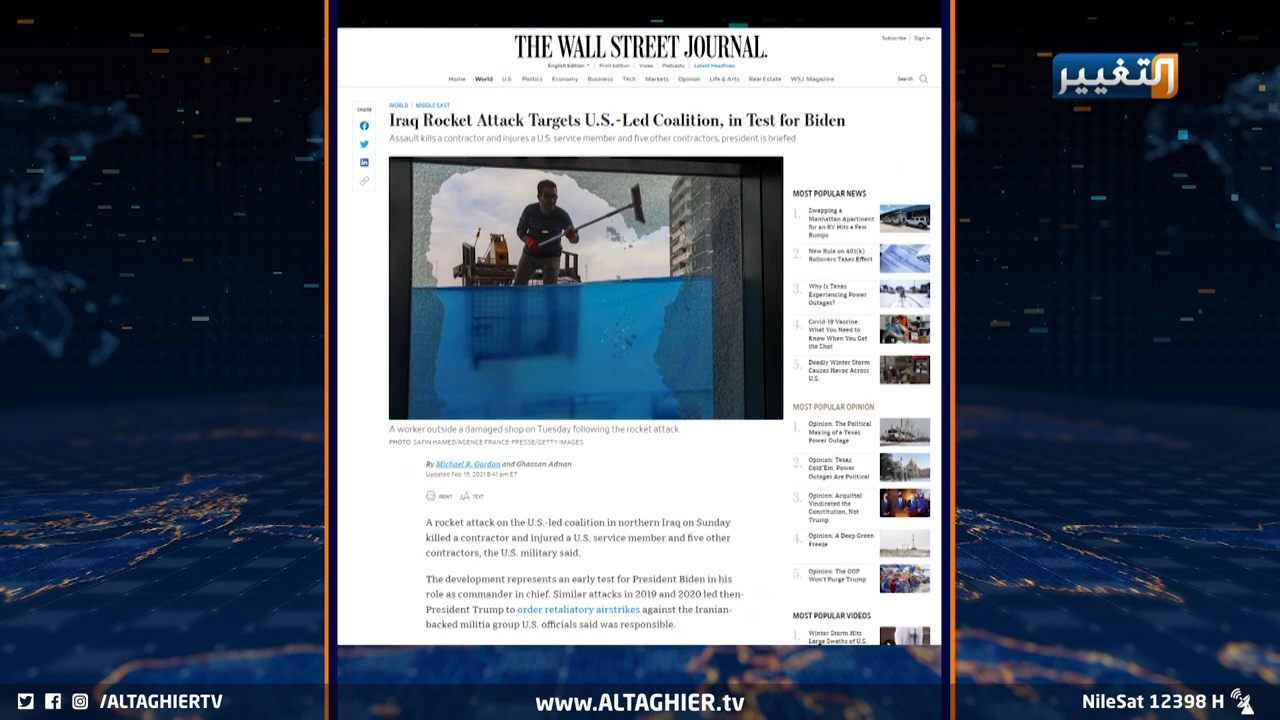 THE WALL STREET JOURNAL.
Subscribe | Sign In
English Edition | Print Edition | Video | Podcasts | Latest Headlines
Home World U.S. Politics Economy Business Tech Markets Opinion Life & Arts Real Estate WSJ. Magazine
Search
التغيير
SHARE
WORLD | MIDDLE EAST
Iraq Rocket Attack Targets U.S.-Led Coalition, in Test for Biden
Assault kills a contractor and injures a U.S. service member and five other contractors; president is briefed
A worker outside a damaged shop on Tuesday following the rocket attack.
PHOTO: SAFIN HAMED/AGENCE FRANCE-PRESSE/GETTY IMAGES
By Michael R. Gordon and Ghassan Adnan
Updated Feb. 15, 2021 8:41 pm ET
PRINT AA TEXT
A rocket attack on the U.S.-led coalition in northern Iraq on Sunday
killed a contractor and injured a U.S. service member and five other
contractors, the U.S. military said.
The development represents an early test for President Biden in his
role as commander in chief. Similar attacks in 2019 and 2020 led then-
President Trump to order retaliatory airstrikes against the Iranian-
backed militia group U.S. officials said was responsible.
MOST POPULAR NEWS
1. Swapping a
Manhattan Apartment
for an RV Hits a Few
Bumps
2. New Rule on 401(k)
Rollovers Takes Effect
3. Why Is Texas
Experiencing Power
Outages?
4. Covid-19 Vaccine:
What You Need to
Know When You Get
the Shot
5. Deadly Winter Storm
Causes Havoc Across
U.S.
MOST POPULAR OPINION
1. Opinion: The Political
Making of a Texas
Power Outage
2. Opinion: Texas
Cold'Em: Power
Outages Are Political
3. Opinion: Acquittal
Vindicated the
Constitution, Not
Trump
4. Opinion: A Deep Green
Freeze
5. Opinion: The GOP
Won't Purge Trump
MOST POPULAR VIDEOS
1. Winter Storm Hits
Large Swaths of U.S.
/ALTAGHIERTV
www.ALTAGHIER.tv
NileSat 12398 H